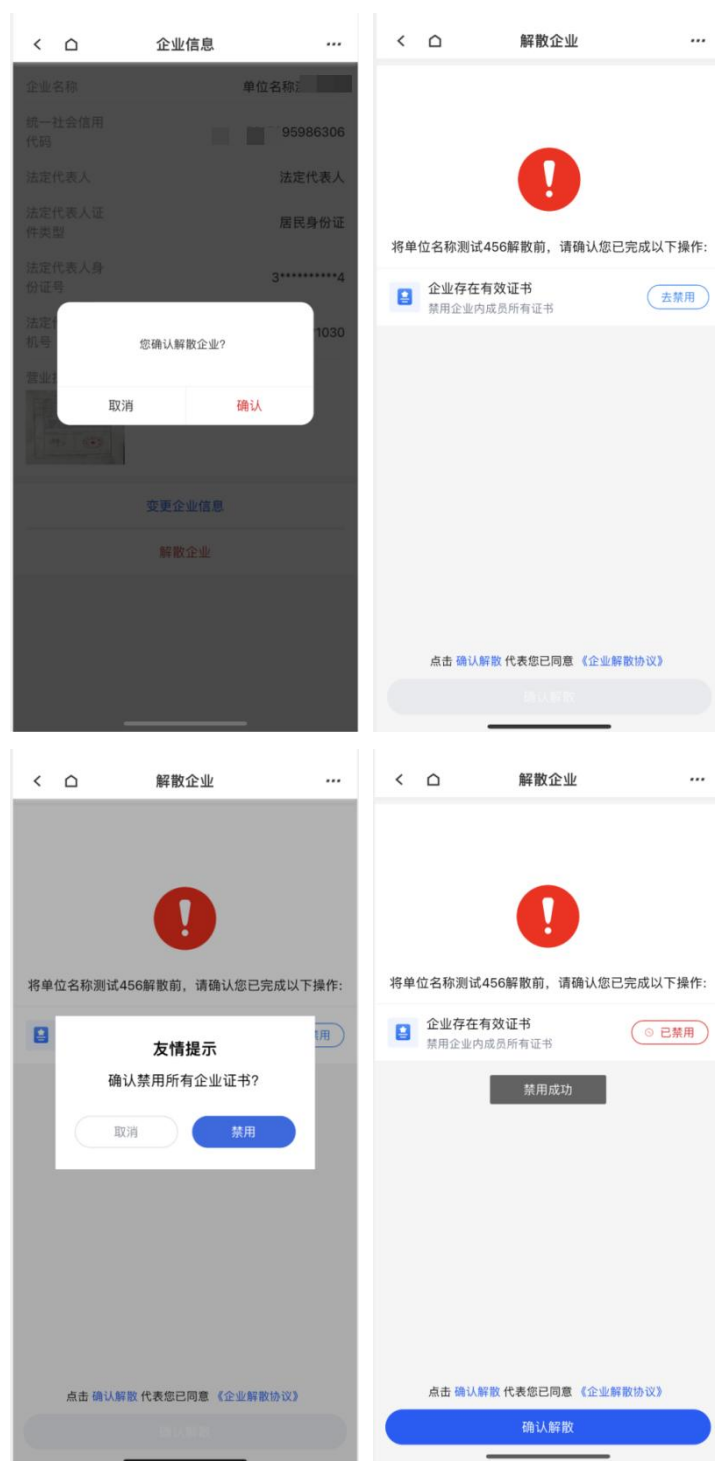 企业信息
企业名称
单位名称
统一社会信用
代码
95986306
法定代表人
法定代表人
法定代表人证
件类型
居民身份证
法定代表人身
份证号
3**********4
法定
机号
1030
您确认解散企业?
营业
取消
确认
变更企业信息
解散企业
解散企业
将单位名称测试456解散前，请确认您已完成以下操作:
企业存在有效证书
禁用企业内成员所有证书
去禁用
点击 确认解散 代表您已同意 《企业解散协议》
确认解散
解散企业
将单位名称测试456解散前，请确认您已完成以下操作:
用
友情提示
确认禁用所有企业证书?
取消
禁用
点击 确认解散 代表您已同意 《企业解散协议》
解散企业
将单位名称测试456解散前，请确认您已完成以下操作:
企业存在有效证书
禁用企业内成员所有证书
已禁用
禁用成功
点击 确认解散 代表您已同意 《企业解散协议》
确认解散